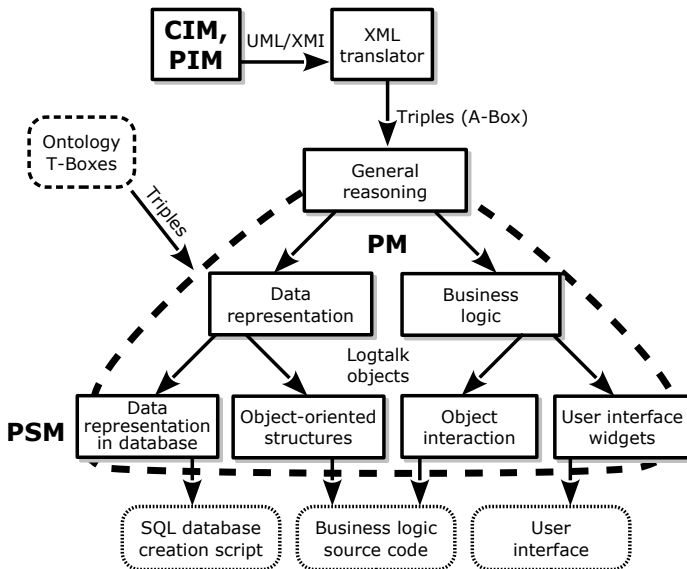 CIM,
PIM
UML/XMI
XML
translator
Triples (A-Box)
Ontology
T-Boxes
General
reasoning
Triples
PM
Data
representation
Business
logic
Logtalk
objects
PSM
Data
representation
in database
Object-oriented
structures
Object
interaction
User interface
widgets
SQL database
creation script
Business logic
source code
User
interface